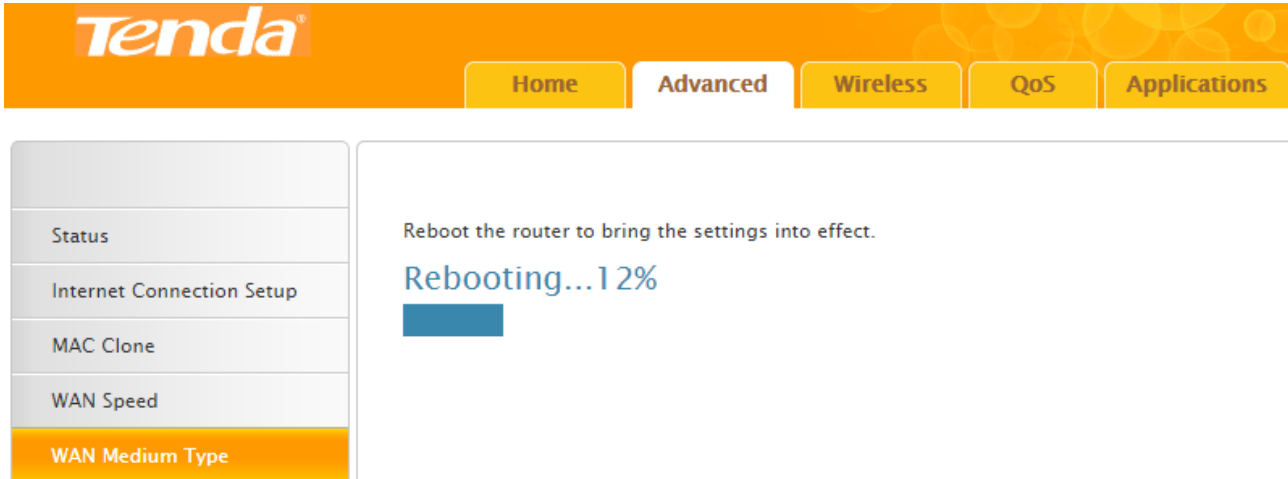 Tenda®
Home Advanced Wireless QoS Applications
Status
Internet Connection Setup
MAC Clone
WAN Speed
WAN Medium Type
Reboot the router to bring the settings into effect.
Rebooting...12%